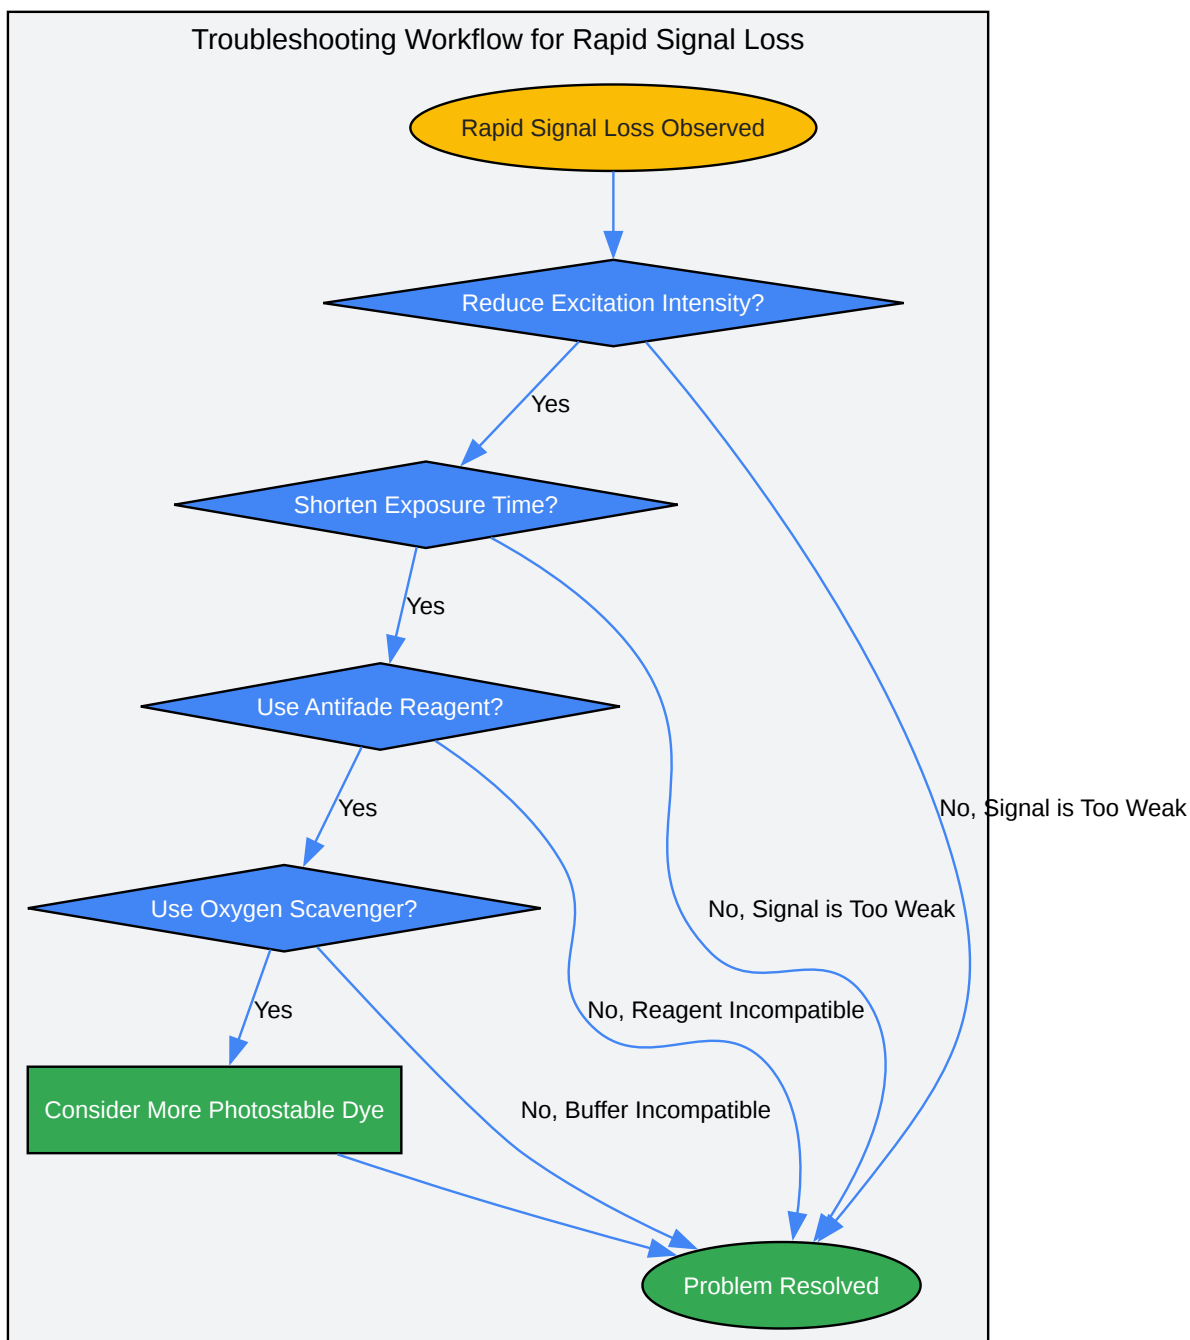 Troubleshooting Workflow for Rapid Signal Loss
Rapid Signal Loss Observed
Reduce Excitation Intensity?
Yes
Shorten Exposure Time?
Yes
Use Antifade Reagent?
Yes
No, Signal is Too Weak
Use Oxygen Scavenger?
No, Signal is Too Weak
Yes
No, Reagent Incompatible
Consider More Photostable Dye
No, Buffer Incompatible
Problem Resolved